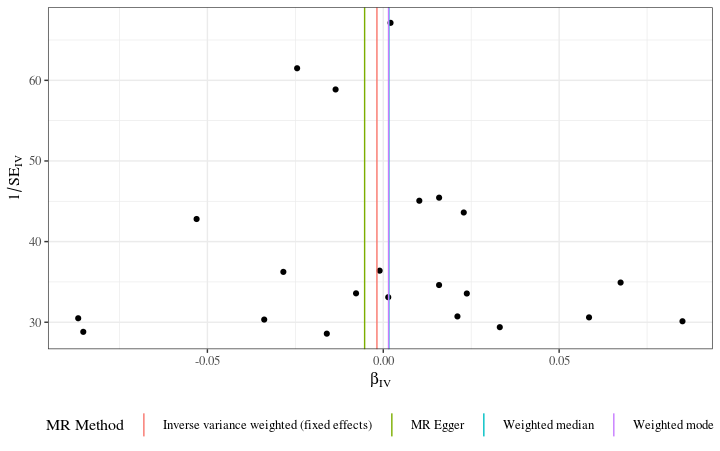 60
50
40
30
1/SE_IV
-0.05
0.00
0.05
β_IV
MR Method
Inverse variance weighted (fixed effects)
MR Egger
Weighted median
Weighted mode